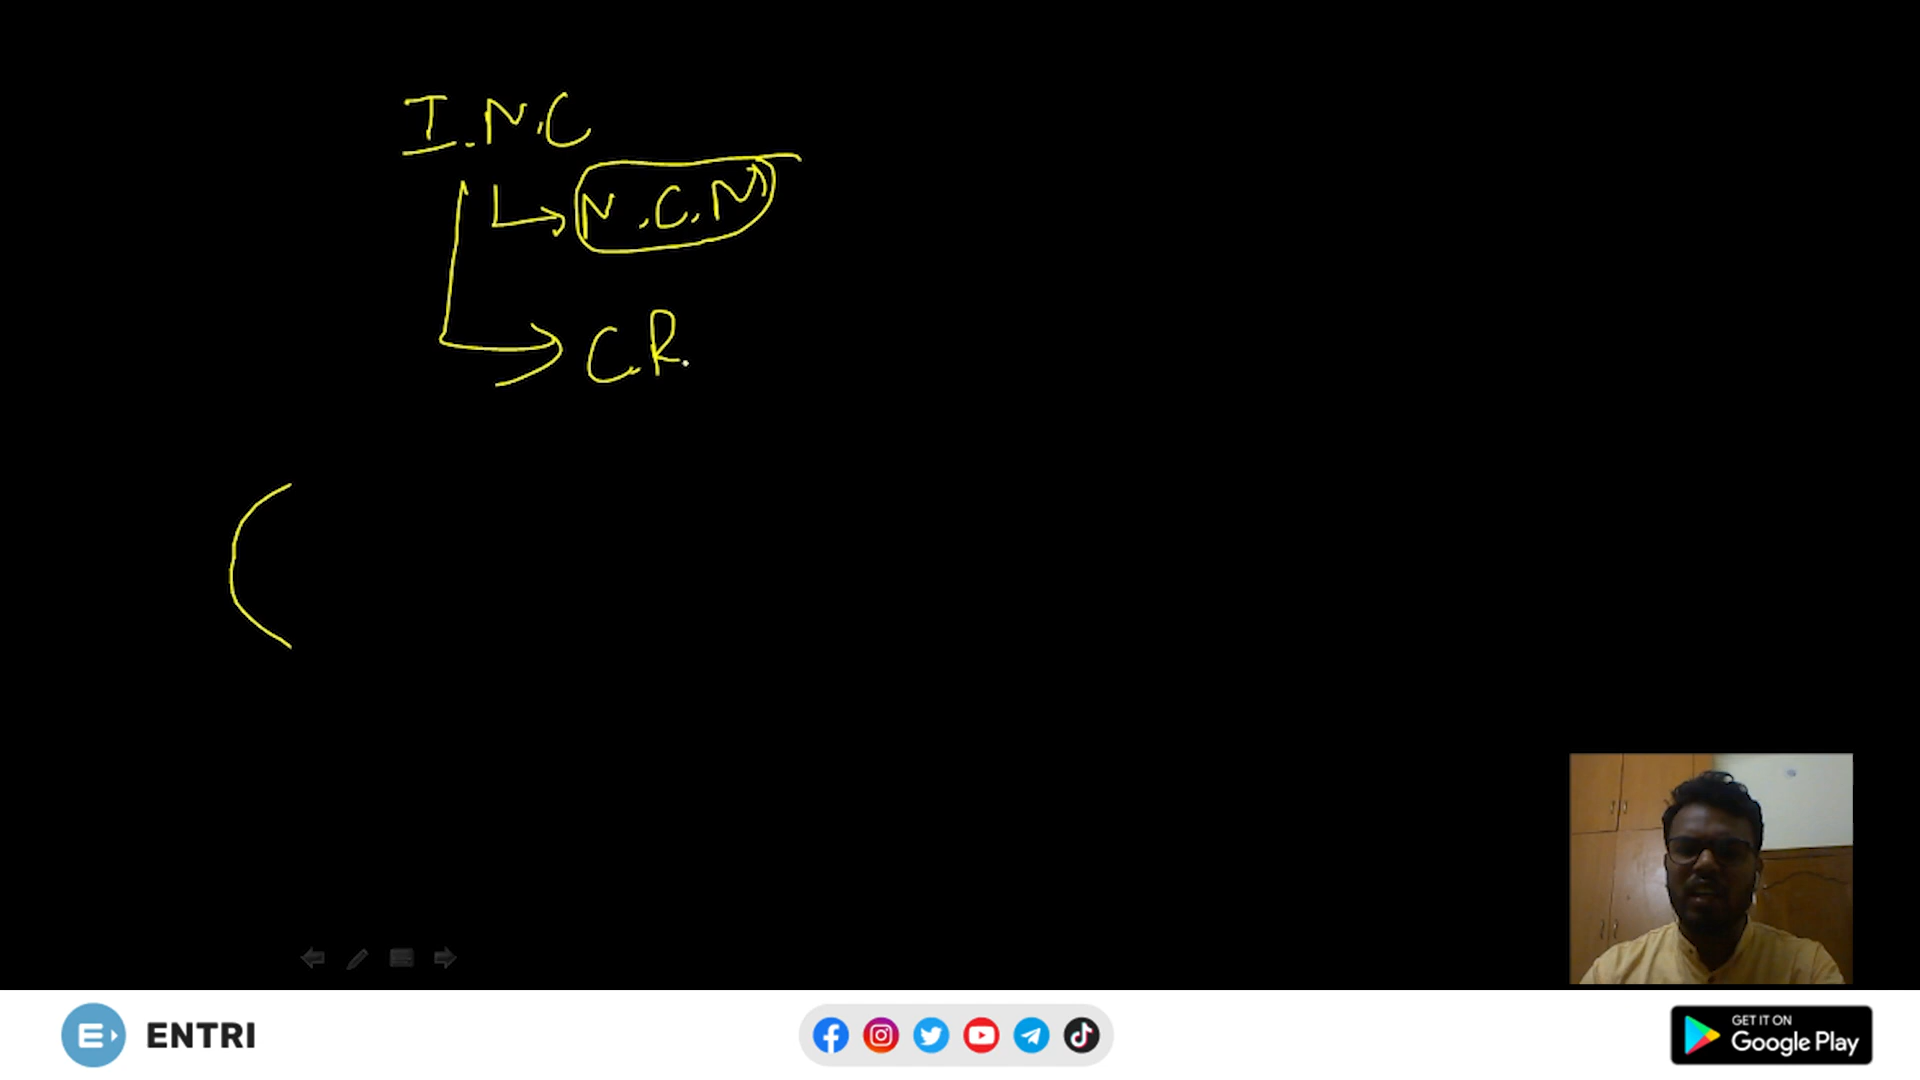 I.N.C
N.C.M
C.R.
(
ENTRI
GET IT ON
Google Play